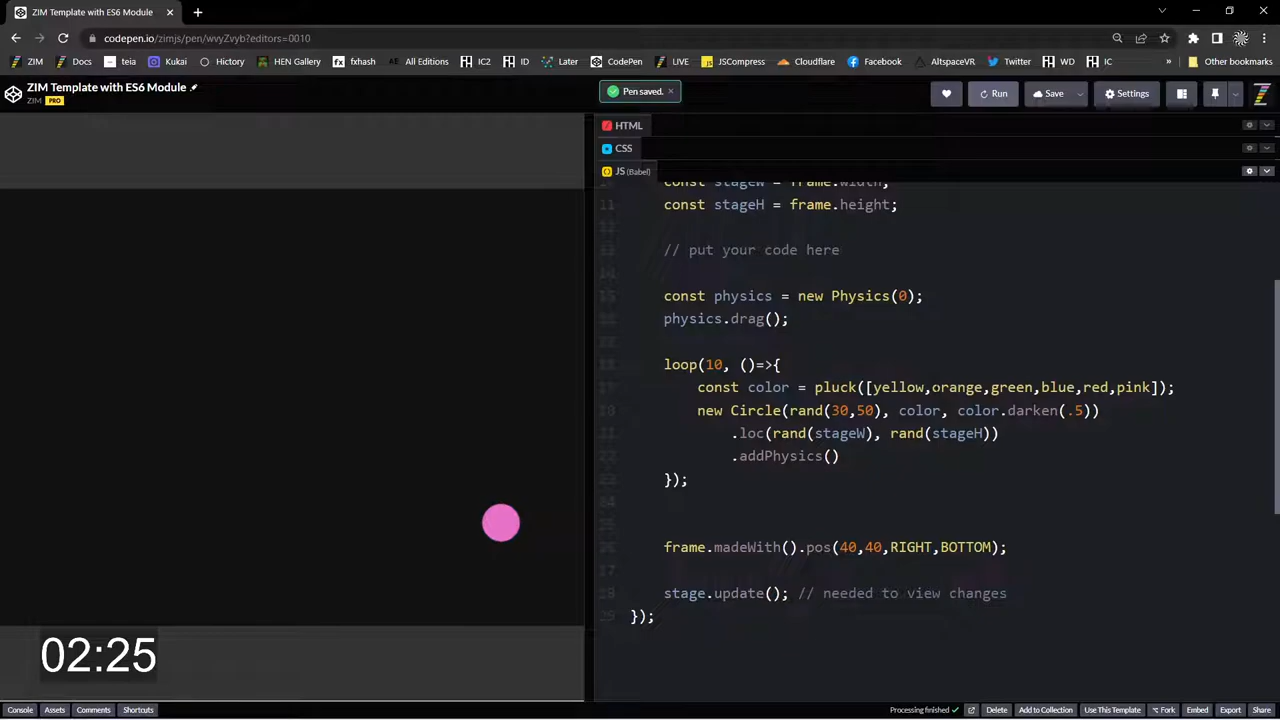 ZIM Template with ES6 Module
codepen.io/zimjs/pen/wvyZvyb?editors=0010
ZIM Docs teia Kukai Hictory HEN Gallery fxhash All Editions IC2 ID Later CodePen LIVE JSCompress Cloudflare Facebook AltspaceVR Twitter WD IC » Other bookmarks
ZIM Template with ES6 Module
ZIM PRO
Pen saved. ×
Run Save Settings
HTML
CSS
JS (Babel)
const stageW = frame.width;
11 const stageH = frame.height;
// put your code here
const physics = new Physics(0);
physics.drag();
loop(10, ()=>{
const color = pluck([yellow,orange,green,blue,red,pink]);
new Circle(rand(30,50), color, color.darken(.5))
.loc(rand(stageW), rand(stageH))
.addPhysics()
});
frame.madeWith().pos(40,40,RIGHT,BOTTOM);
stage.update(); // needed to view changes
});
02:25
Console Assets Comments Shortcuts Processing finished Delete Add to Collection Use This Template Fork Embed Export Share